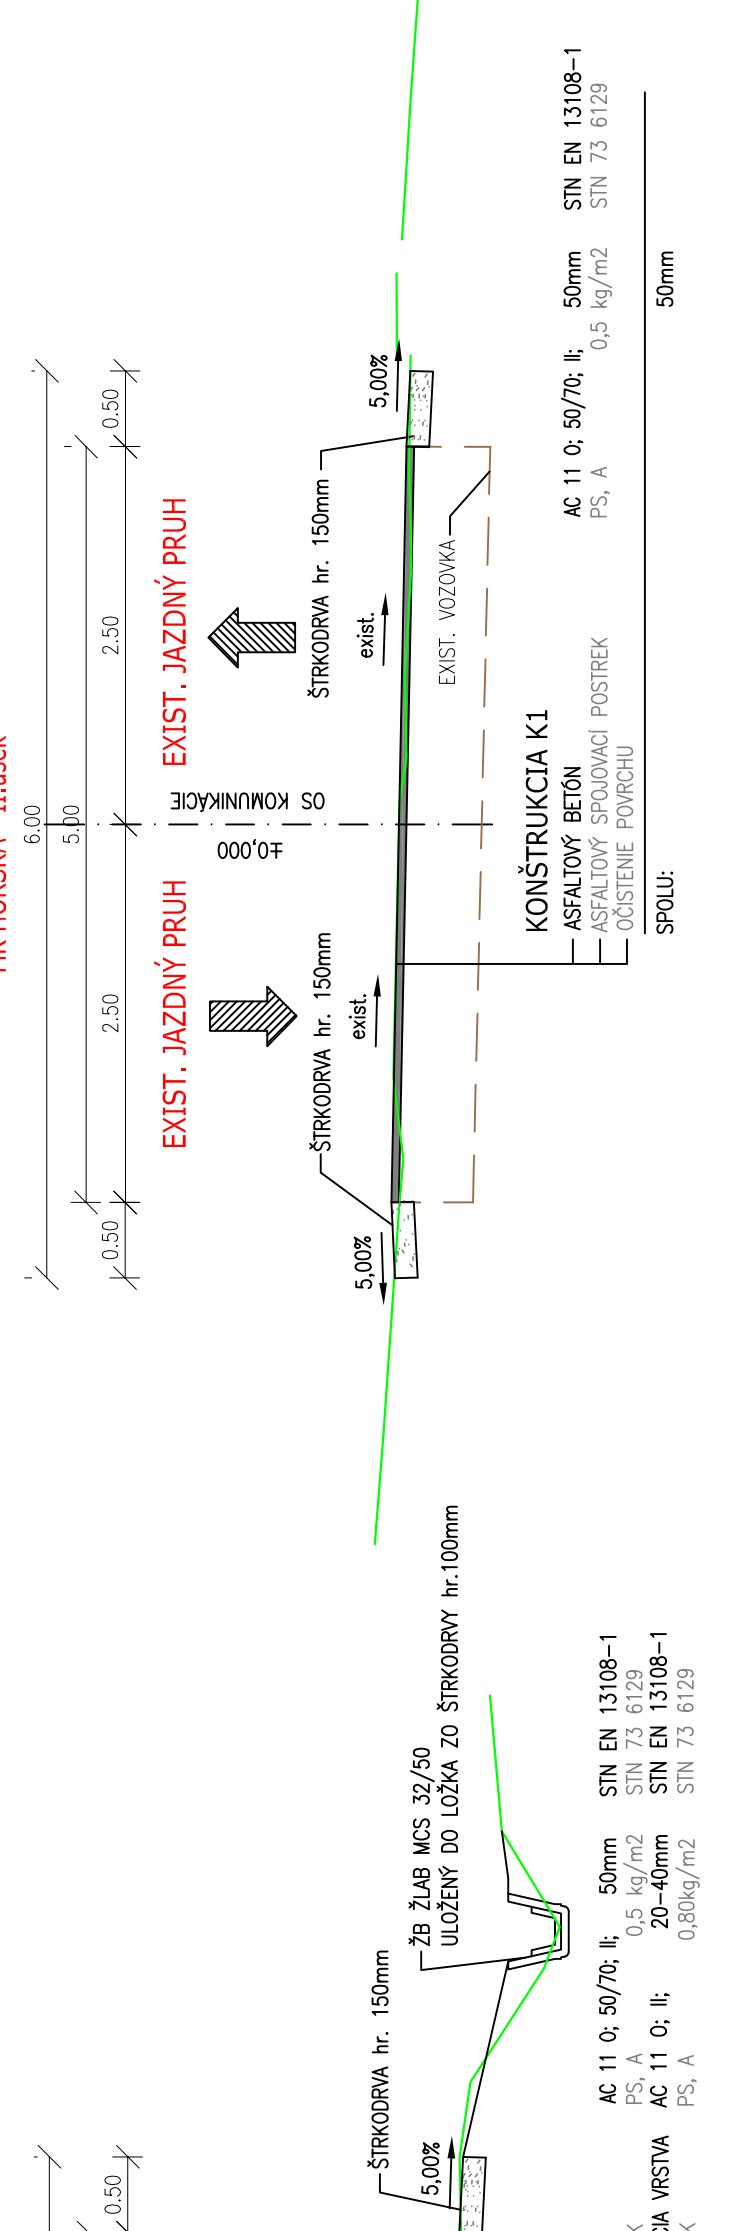 6.00
5.00
0.50
2.50
2.50
0.50
EXIST. JAZDNÝ PRUH
EXIST. JAZDNÝ PRUH
OS KOMUNIKÁCIE
±0,000
ŠTRKODRVA hr. 150mm
ŠTRKODRVA hr. 150mm
5,00%
exist.
exist.
5,00%
EXIST. VOZOVKA
KONŠTRUKCIA K1
ASFALTOVÝ BETÓN AC 11 O; 50/70; II; 50mm STN EN 13108-1
ASFALTOVÝ SPOJOVACÍ POSTREK PS, A 0,5 kg/m2 STN 73 6129
OČISTENIE POVRCHU
SPOLU: 50mm
0.50
ŠTRKODRVA hr. 150mm
5,00%
ŽB ŽLAB MCS 32/50
ULOŽENÝ DO LOŽKA ZO ŠTRKODRVY hr.100mm
AC 11 O; 50/70; II; 50mm STN EN 13108-1
PS, A 0,5 kg/m2 STN 73 6129
VRSTVA AC 11 O; II; 20-40mm STN EN 13108-1
PS, A 0,80kg/m2 STN 73 6129